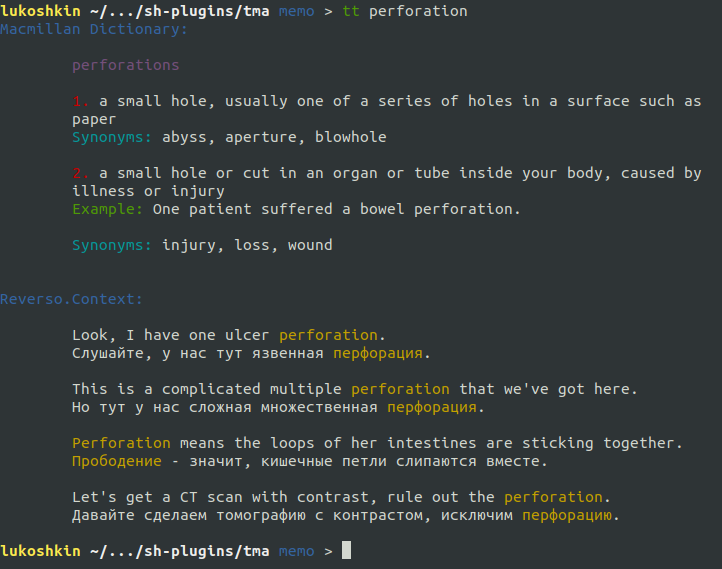 lukoshkin ~/.../sh-plugins/tma memo > tt perforation
Macmillan Dictionary:
perforations
1. a small hole, usually one of a series of holes in a surface such as
paper
Synonyms: abyss, aperture, blowhole
2. a small hole or cut in an organ or tube inside your body, caused by
illness or injury
Example: One patient suffered a bowel perforation.
Synonyms: injury, loss, wound
Reverso.Context:
Look, I have one ulcer perforation.
Слушайте, у нас тут язвенная перфорация.
This is a complicated multiple perforation that we've got here.
Но тут у нас сложная множественная перфорация.
Perforation means the loops of her intestines are sticking together.
Прободение - значит, кишечные петли слипаются вместе.
Let's get a CT scan with contrast, rule out the perforation.
Давайте сделаем томографию с контрастом, исключим перфорацию.
lukoshkin ~/.../sh-plugins/tma memo >